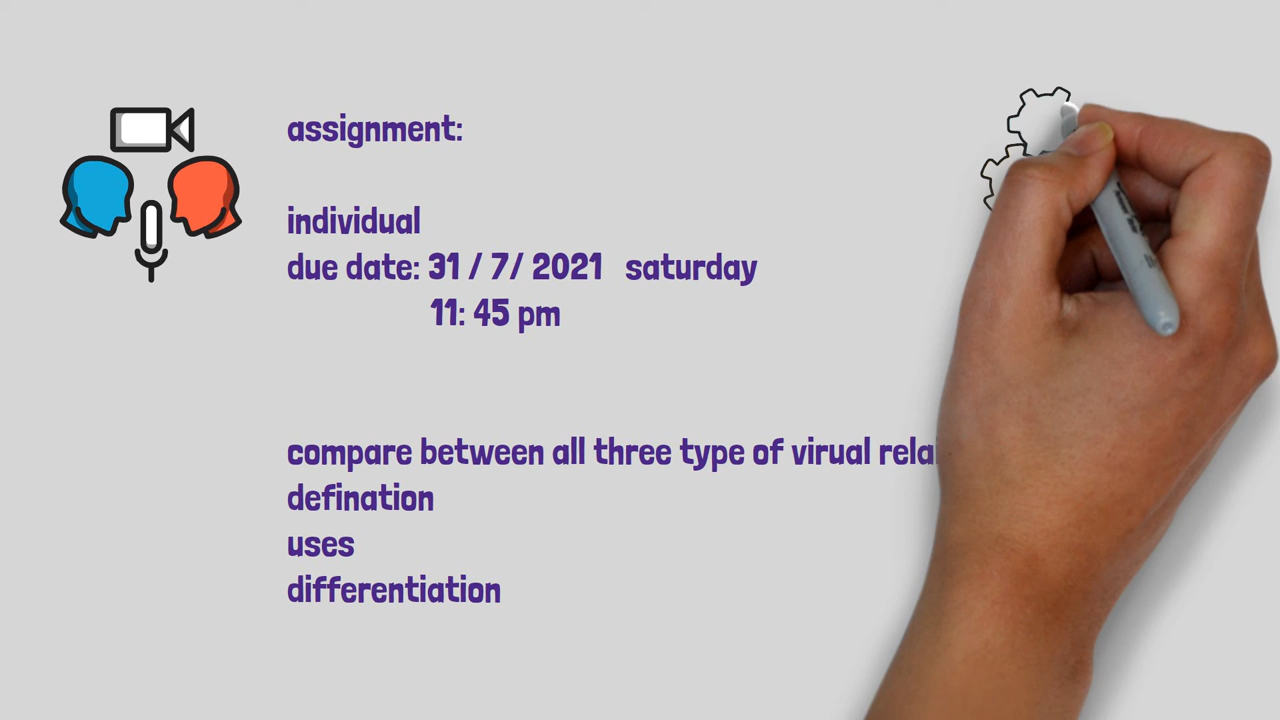 assignment:
individual
due date: 31 / 7/ 2021 saturday
11: 45 pm
compare between all three type of virual
defination
uses
differentiation